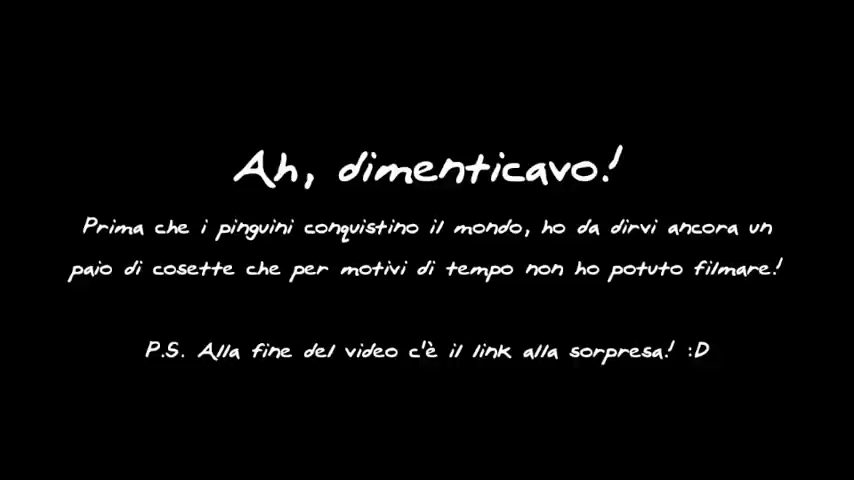 Ah, dimenticavo!
Prima che i pinguini conquistino il mondo, ho da dirvi ancora un
paio di cosette che per motivi di tempo non ho potuto filmare!
P.S. Alla fine del video c'è il link alla sorpresa! :D